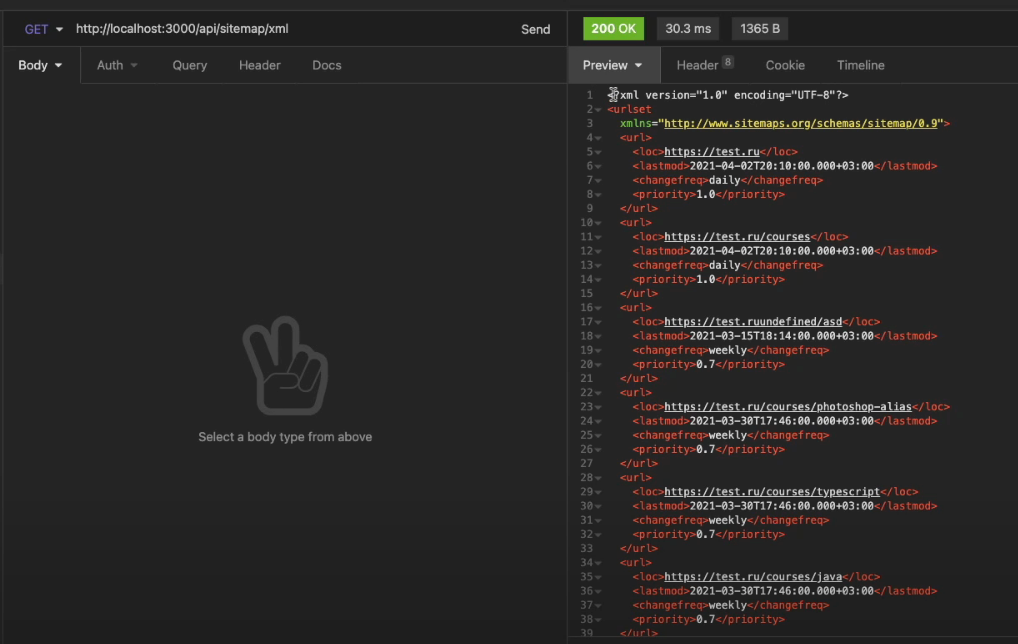 GET http://localhost:3000/api/sitemap/xml Send
200 OK 30.3 ms 1365 B
Body Auth Query Header Docs
Preview Header 8 Cookie Timeline
Select a body type from above
1 <?xml version="1.0" encoding="UTF-8"?>
2 <urlset
3 xmlns="http://www.sitemaps.org/schemas/sitemap/0.9">
4 <url>
5 <loc>https://test.ru</loc>
6 <lastmod>2021-04-02T20:10:00.000+03:00</lastmod>
7 <changefreq>daily</changefreq>
8 <priority>1.0</priority>
9 </url>
10 <url>
11 <loc>https://test.ru/courses</loc>
12 <lastmod>2021-04-02T20:10:00.000+03:00</lastmod>
13 <changefreq>daily</changefreq>
14 <priority>1.0</priority>
15 </url>
16 <url>
17 <loc>https://test.ruundefined/asd</loc>
18 <lastmod>2021-03-15T18:14:00.000+03:00</lastmod>
19 <changefreq>weekly</changefreq>
20 <priority>0.7</priority>
21 </url>
22 <url>
23 <loc>https://test.ru/courses/photoshop-alias</loc>
24 <lastmod>2021-03-30T17:46:00.000+03:00</lastmod>
25 <changefreq>weekly</changefreq>
26 <priority>0.7</priority>
27 </url>
28 <url>
29 <loc>https://test.ru/courses/typescript</loc>
30 <lastmod>2021-03-30T17:46:00.000+03:00</lastmod>
31 <changefreq>weekly</changefreq>
32 <priority>0.7</priority>
33 </url>
34 <url>
35 <loc>https://test.ru/courses/java</loc>
36 <lastmod>2021-03-30T17:46:00.000+03:00</lastmod>
37 <changefreq>weekly</changefreq>
38 <priority>0.7</priority>
39 </url>